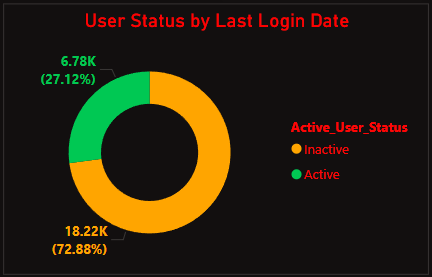 User Status by Last Login Date
6.78K
(27.12%)
Active_User_Status
Inactive
Active
18.22K
(72.88%)